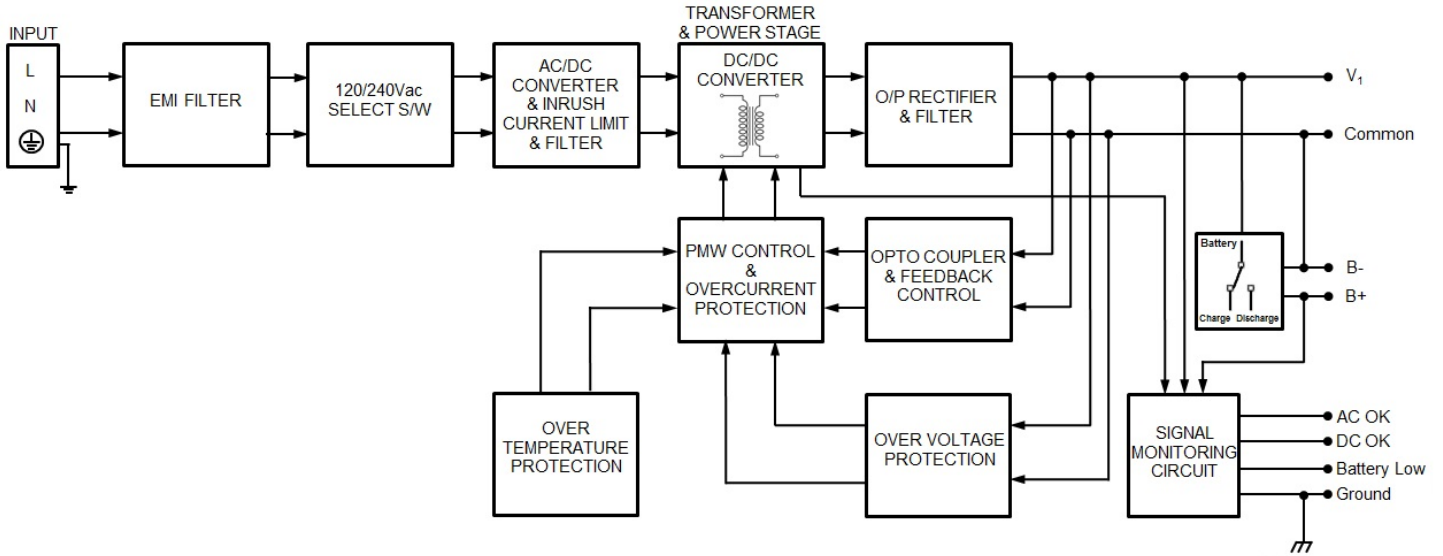 INPUT
L
N
EMI FILTER
120/240Vac
SELECT S/W
AC/DC
CONVERTER
& INRUSH
CURRENT LIMIT
& FILTER
TRANSFORMER
& POWER STAGE
DC/DC
CONVERTER
O/P RECTIFIER
& FILTER
V₁
Common
PMW CONTROL
&
OVERCURRENT
PROTECTION
OPTO COUPLER
& FEEDBACK
CONTROL
Battery
Charge Discharge
B-
B+
OVER
TEMPERATURE
PROTECTION
OVER VOLTAGE
PROTECTION
SIGNAL
MONITORING
CIRCUIT
AC OK
DC OK
Battery Low
Ground